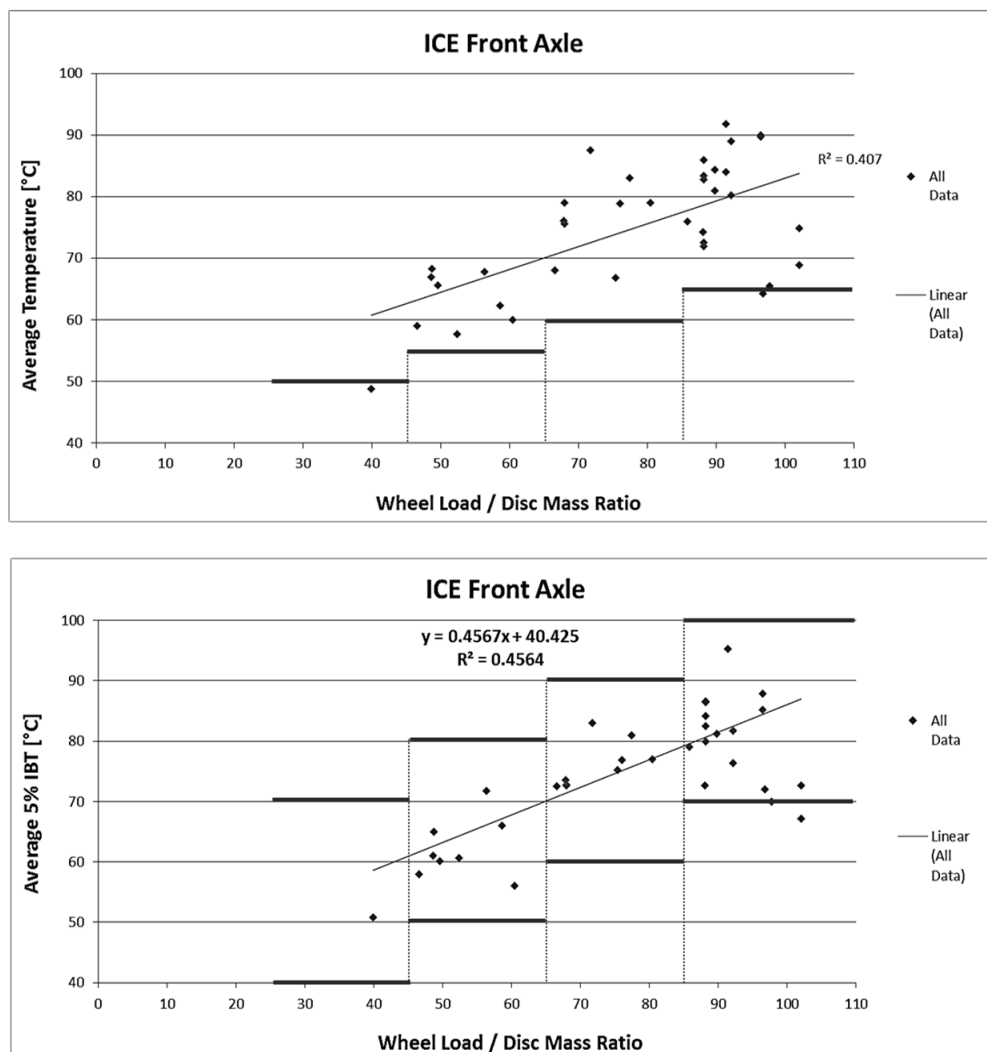 ICE Front Axle
100
90
80
70
60
50
40
0 10 20 30 40 50 60 70 80 90 100 110
Average Temperature [°C]
Wheel Load / Disc Mass Ratio
R² = 0.407
All
Data
Linear
(All
Data)
ICE Front Axle
y = 0.4567x + 40.425
R² = 0.4564
100
90
80
70
60
50
40
0 10 20 30 40 50 60 70 80 90 100 110
Average 5% IBT [°C]
Wheel Load / Disc Mass Ratio
All
Data
Linear
(All
Data)